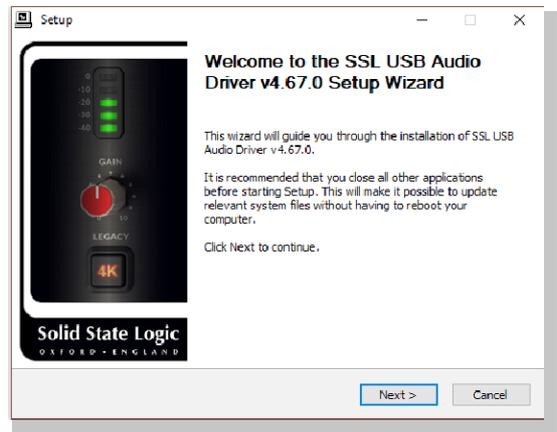 Setup
Welcome to the SSL USB Audio
Driver v4.67.0 Setup Wizard
This wizard will guide you through the installation of SSL USB
Audio Driver v4.67.0.
It is recommended that you close all other applications
before starting Setup. This will make it possible to update
relevant system files without having to reboot your
computer.
Click Next to continue.
0
-10
-20
-30
-40
GAIN
0 10
LEGACY
4K
Solid State Logic
OXFORD • ENGLAND
Next >
Cancel